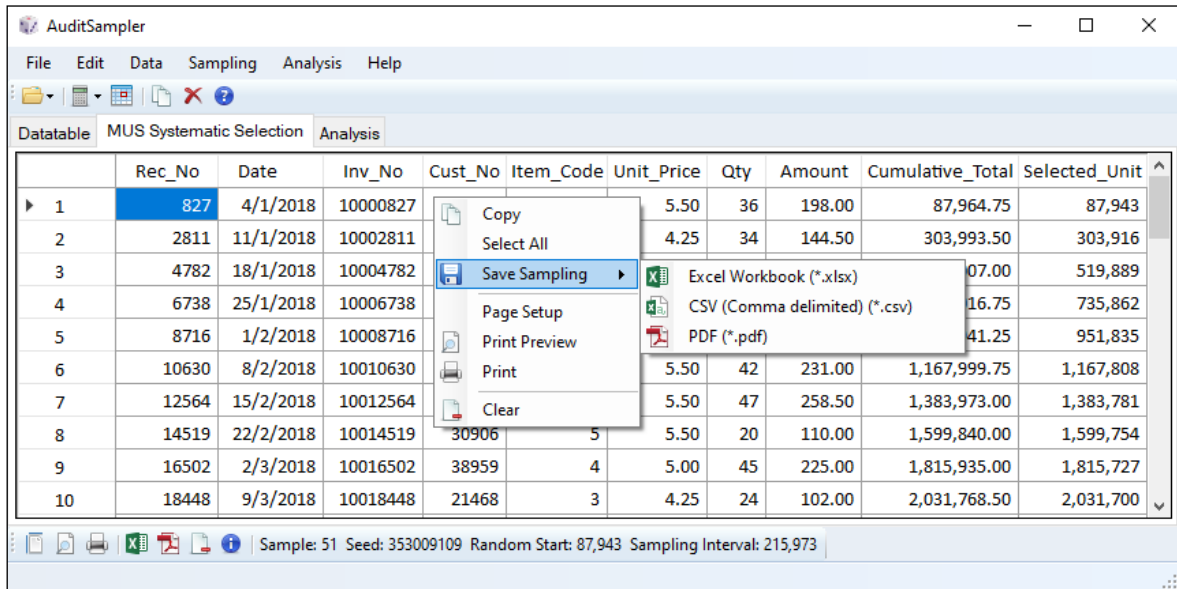 AuditSampler
File Edit Data Sampling Analysis Help
Datatable MUS Systematic Selection Analysis
Rec_No Date Inv_No Cust_No Item_Code Unit_Price Qty Amount Cumulative_Total Selected_Unit
1 827 4/1/2018 10000827 5.50 36 198.00 87,964.75 87,943
Copy
2 2811 11/1/2018 10002811 4.25 34 144.50 303,993.50 303,916
Select All
3 4782 18/1/2018 10004782 07.00 519,889
Save Sampling Excel Workbook (*.xlsx)
4 6738 25/1/2018 10006738 16.75 735,862
Page Setup CSV (Comma delimited) (*.csv)
5 8716 1/2/2018 10008716 41.25 951,835
Print Preview PDF (*.pdf)
6 10630 8/2/2018 10010630 5.50 42 231.00 1,167,999.75 1,167,808
Print
7 12564 15/2/2018 10012564 5.50 47 258.50 1,383,973.00 1,383,781
Clear
8 14519 22/2/2018 10014519 30906 5 5.50 20 110.00 1,599,840.00 1,599,754
9 16502 2/3/2018 10016502 38959 4 5.00 45 225.00 1,815,935.00 1,815,727
10 18448 9/3/2018 10018448 21468 3 4.25 24 102.00 2,031,768.50 2,031,700
Sample: 51 Seed: 353009109 Random Start: 87,943 Sampling Interval: 215,973